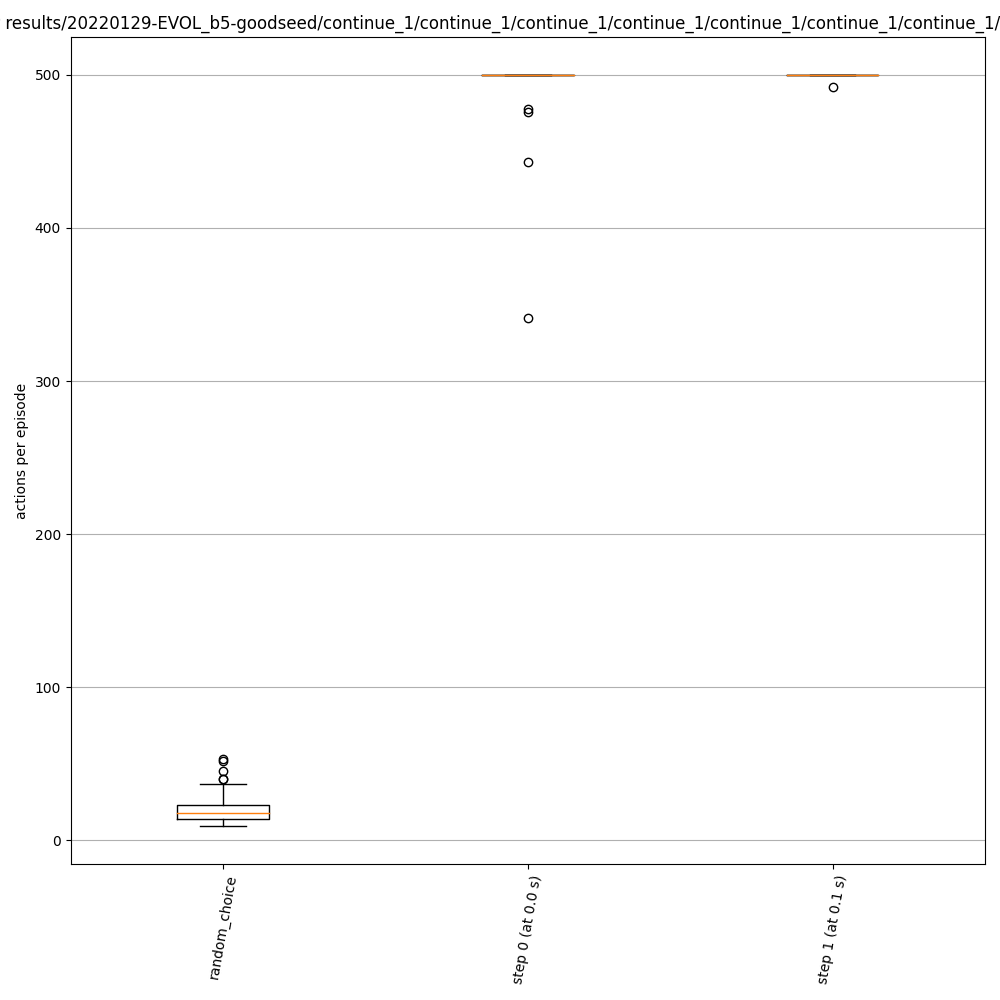 results/20220129-EVOL_b5-goodseed/continue_1/continue_1/continue_1/continue_1/continue_1/continue_1/continue_1/
500
400
300
200
100
0
actions per episode
random_choice
step 0 (at 0.0 s)
step 1 (at 0.1 s)